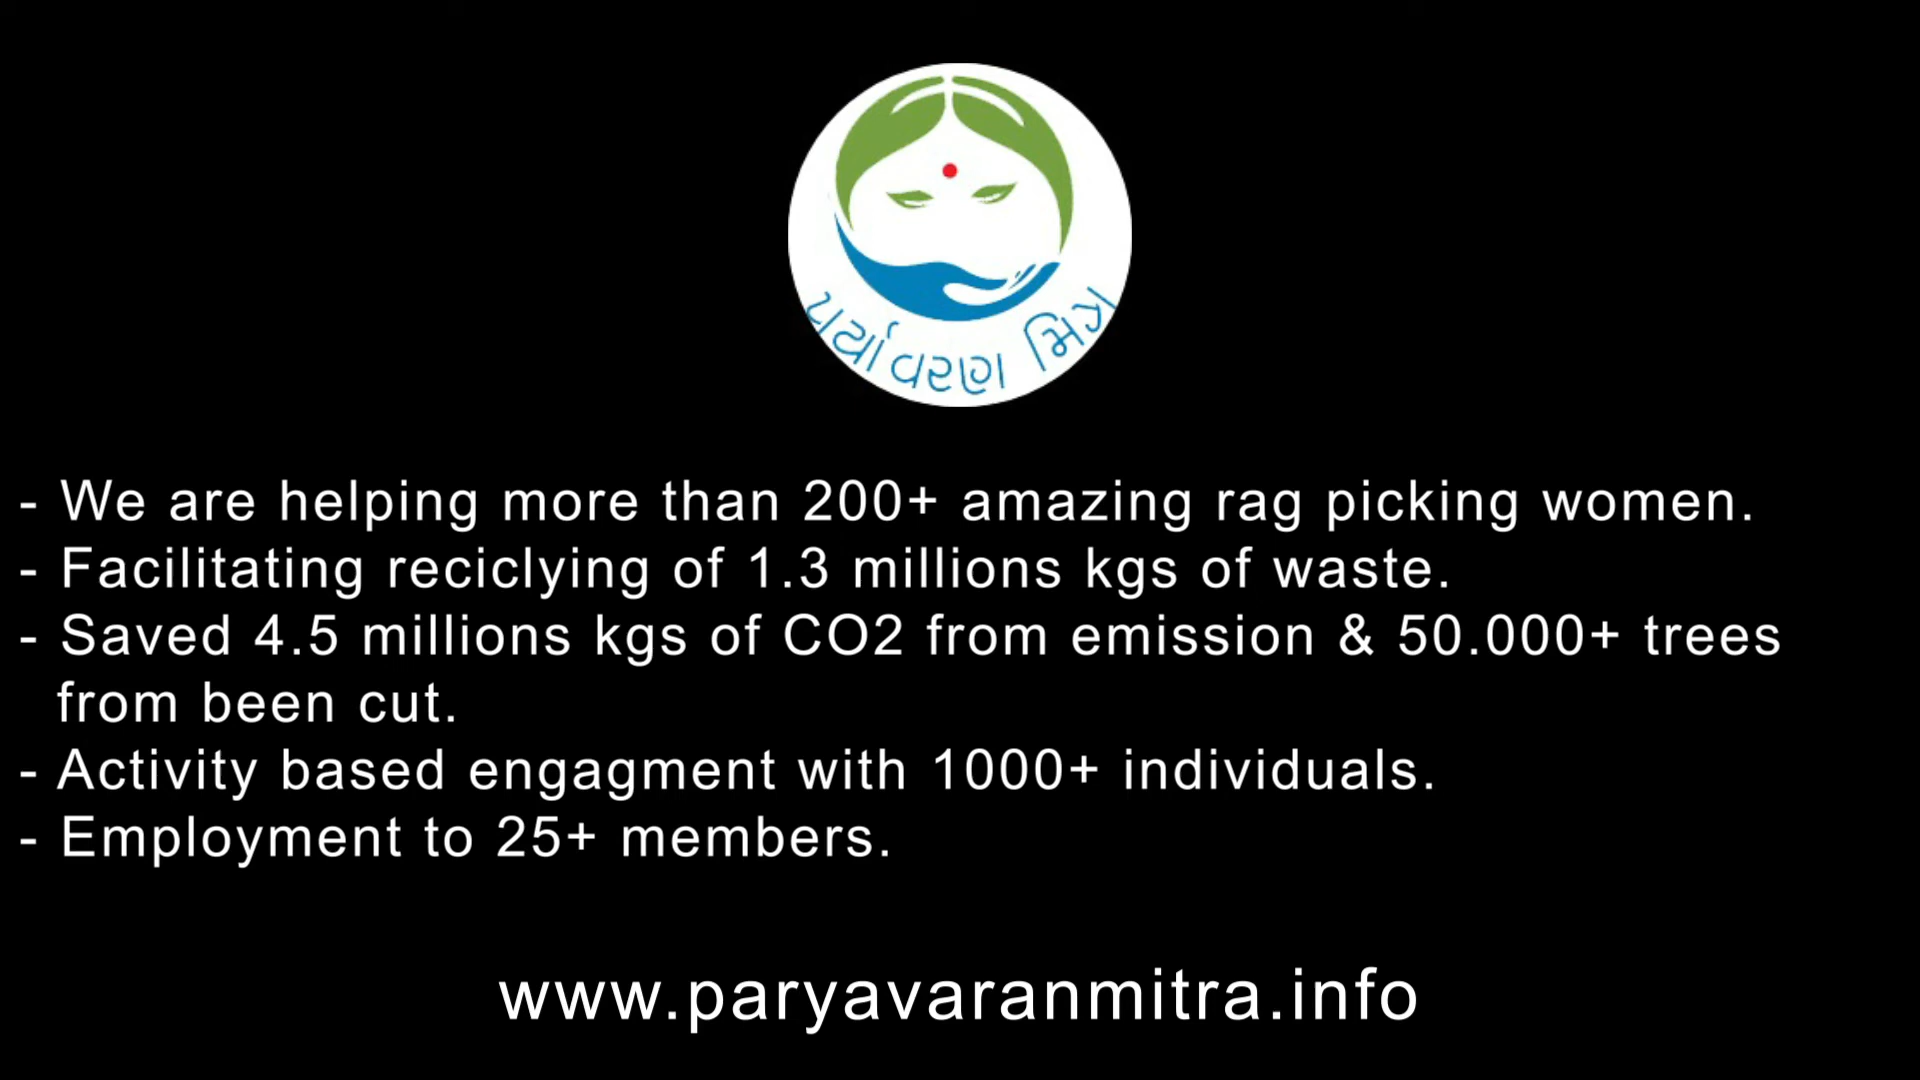 પર્યાવરણ મિત્ર
- We are helping more than 200+ amazing rag picking women.
- Facilitating reciclying of 1.3 millions kgs of waste.
- Saved 4.5 millions kgs of CO2 from emission & 50.000+ trees
from been cut.
- Activity based engagment with 1000+ individuals.
- Employment to 25+ members.
www.paryavaranmitra.info